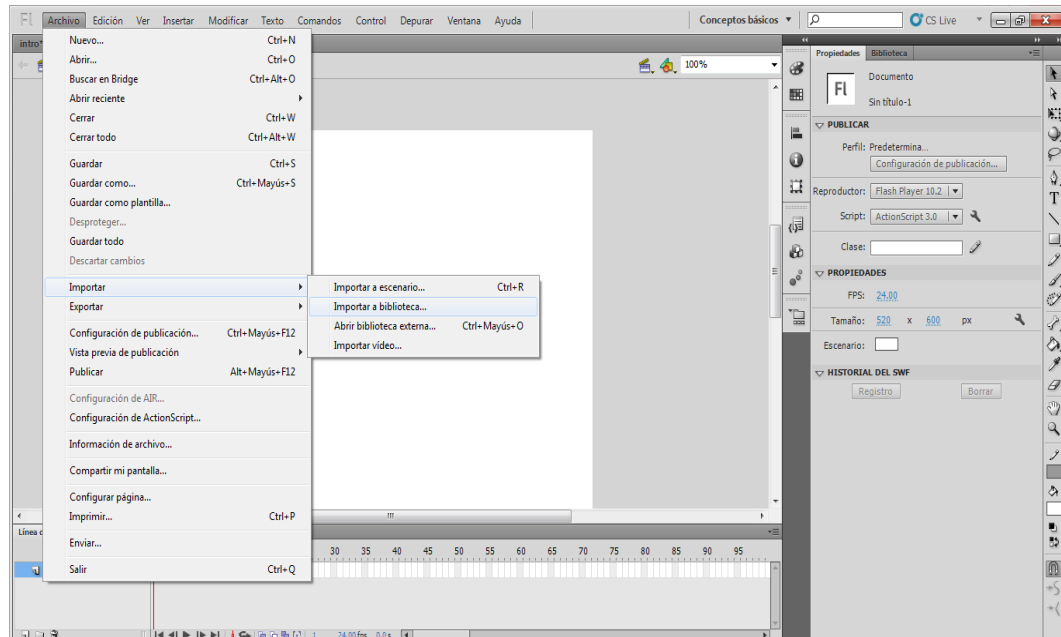 Fl Archivo Edición Ver Insertar Modificar Texto Comandos Control Depurar Ventana Ayuda Conceptos básicos CS Live
intro*
Nuevo... Ctrl+N
Abrir... Ctrl+O
Buscar en Bridge Ctrl+Alt+O
Abrir reciente
Cerrar Ctrl+W
Cerrar todo Ctrl+Alt+W
Guardar Ctrl+S
Guardar como... Ctrl+Mayús+S
Guardar como plantilla...
Desproteger...
Guardar todo
Descartar cambios
Importar
Exportar
Configuración de publicación... Ctrl+Mayús+F12
Vista previa de publicación
Publicar Alt+Mayús+F12
Configuración de AIR...
Configuración de ActionScript...
Información de archivo...
Compartir mi pantalla...
Configurar página...
Imprimir... Ctrl+P
Enviar...
Salir Ctrl+Q
Importar a escenario... Ctrl+R
Importar a biblioteca...
Abrir biblioteca externa... Ctrl+Mayús+O
Importar vídeo...
100%
Propiedades Biblioteca
Fl
Documento
Sin título-1
PUBLICAR
Perfil: Predetermina...
Configuración de publicación...
Reproductor: Flash Player 10.2
Script: ActionScript 3.0
Clase:
PROPIEDADES
FPS: 24.00
Tamaño: 520 x 600 px
Escenario:
HISTORIAL DEL SWF
Registro Borrar
T
Línea
30 35 40 45 50 55 60 65 70 75 80 85 90 95
1 24.00 fps 0.0 s